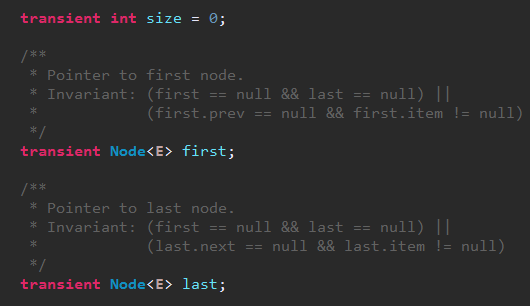 transient int size = 0;
/**
* Pointer to first node.
* Invariant: (first == null && last == null) ||
*            (first.prev == null && first.item != null)
*/
transient Node<E> first;
/**
* Pointer to last node.
* Invariant: (first == null && last == null) ||
*            (last.next == null && last.item != null)
*/
transient Node<E> last;